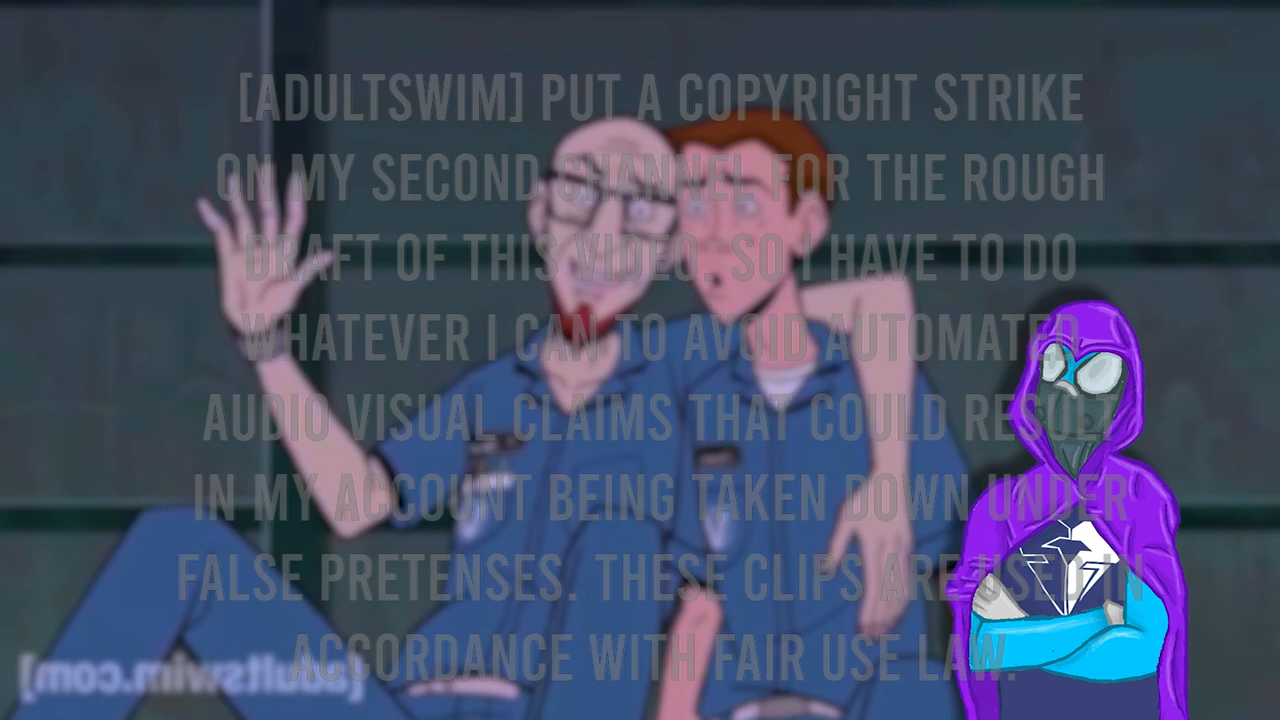 [ADULTSWIM] PUT A COPYRIGHT STRIKE
ON MY SECOND CHANNEL FOR THE ROUGH
DRAFT OF THIS VIDEO, SO I HAVE TO DO
WHATEVER I CAN TO AVOID AUTOMATED
AUDIO VISUAL CLAIMS THAT COULD RESULT
IN MY ACCOUNT BEING TAKEN DOWN UNDER
FALSE PRETENSES. THESE CLIPS ARE USED IN
ACCORDANCE WITH FAIR USE LAW.
[adultswim.com]